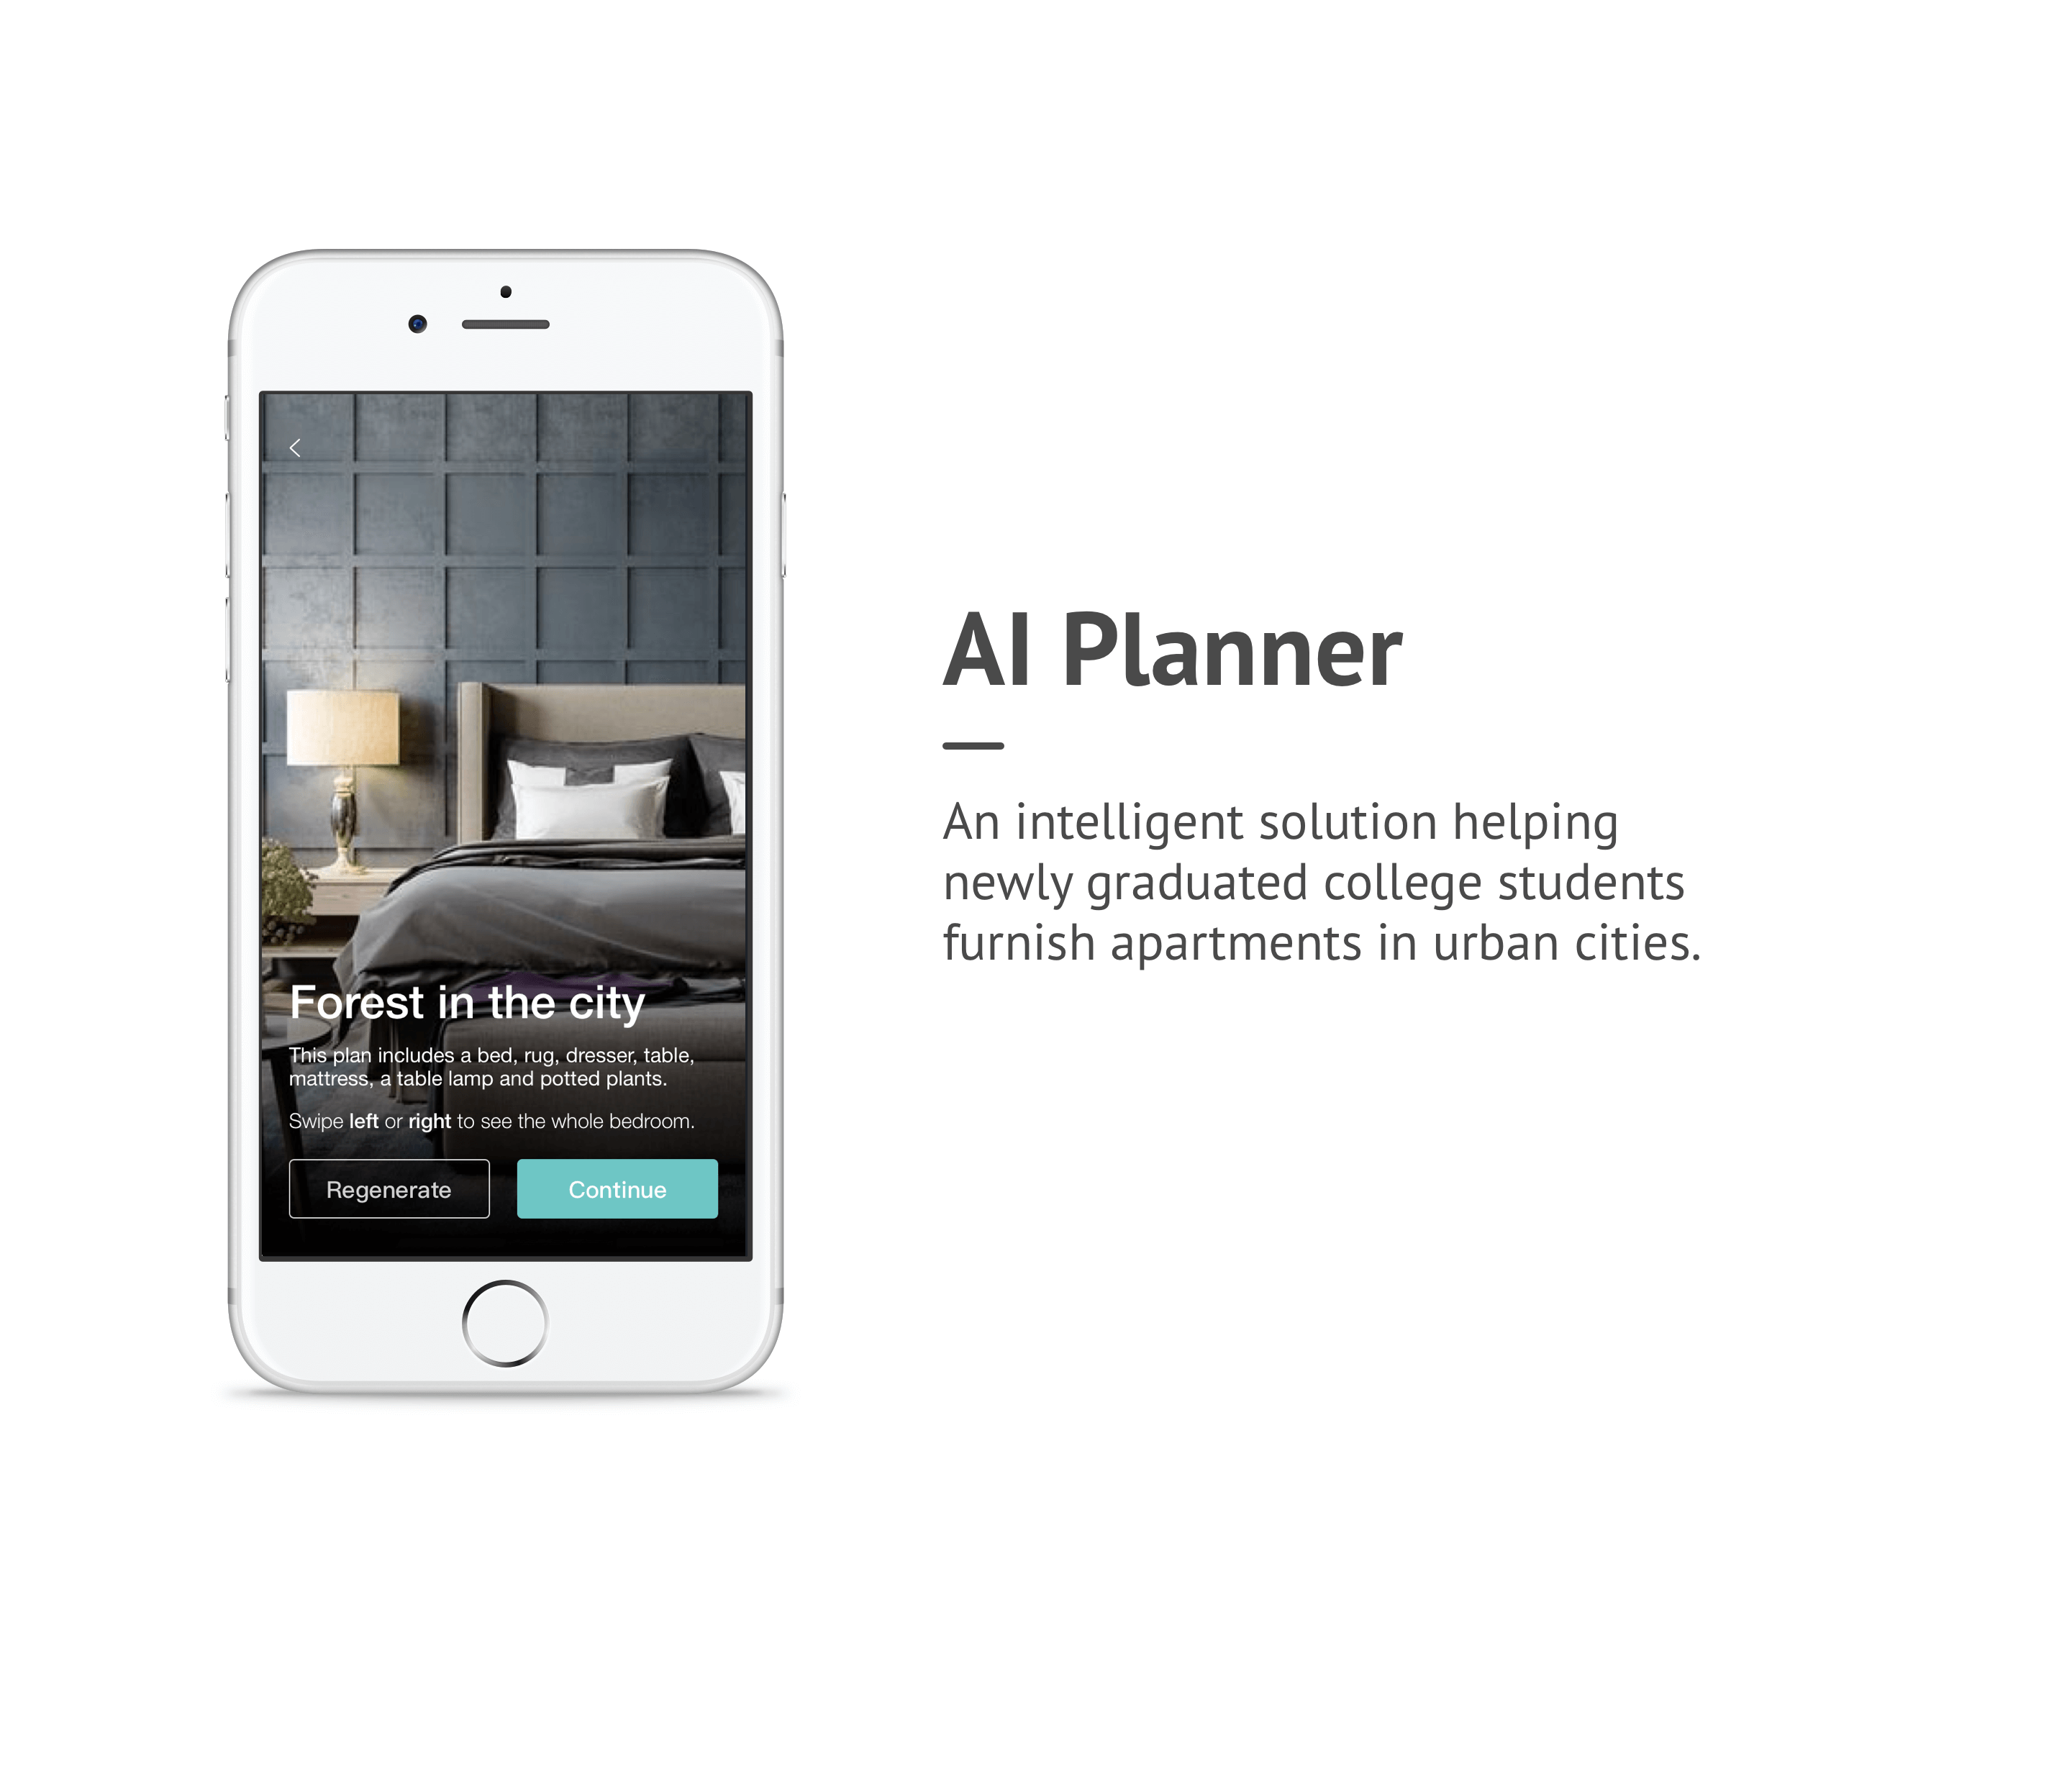 AI Planner
An intelligent solution helping
newly graduated college students
furnish apartments in urban cities.
Forest in the city
This plan includes a bed, rug, dresser, table,
mattress, a table lamp and potted plants.
Swipe left or right to see the whole bedroom.
Regenerate
Continue